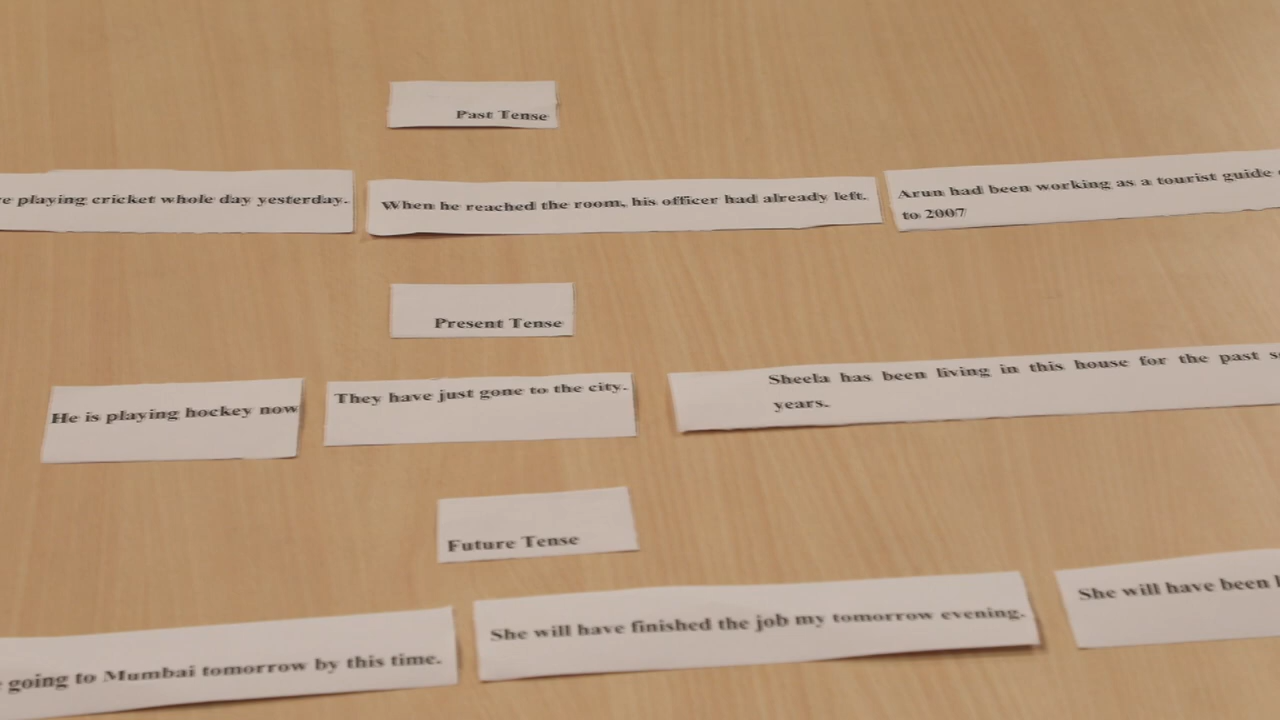 Past Tense
playing cricket whole day yesterday.
When he reached the room, his officer had already left.
Arun had been working as a tourist guide
to 2007
Present Tense
He is playing hockey now
They have just gone to the city.
Sheela has been living in this house for the past
years.
Future Tense
going to Mumbai tomorrow by this time.
She will have finished the job my tomorrow evening.
She will have been